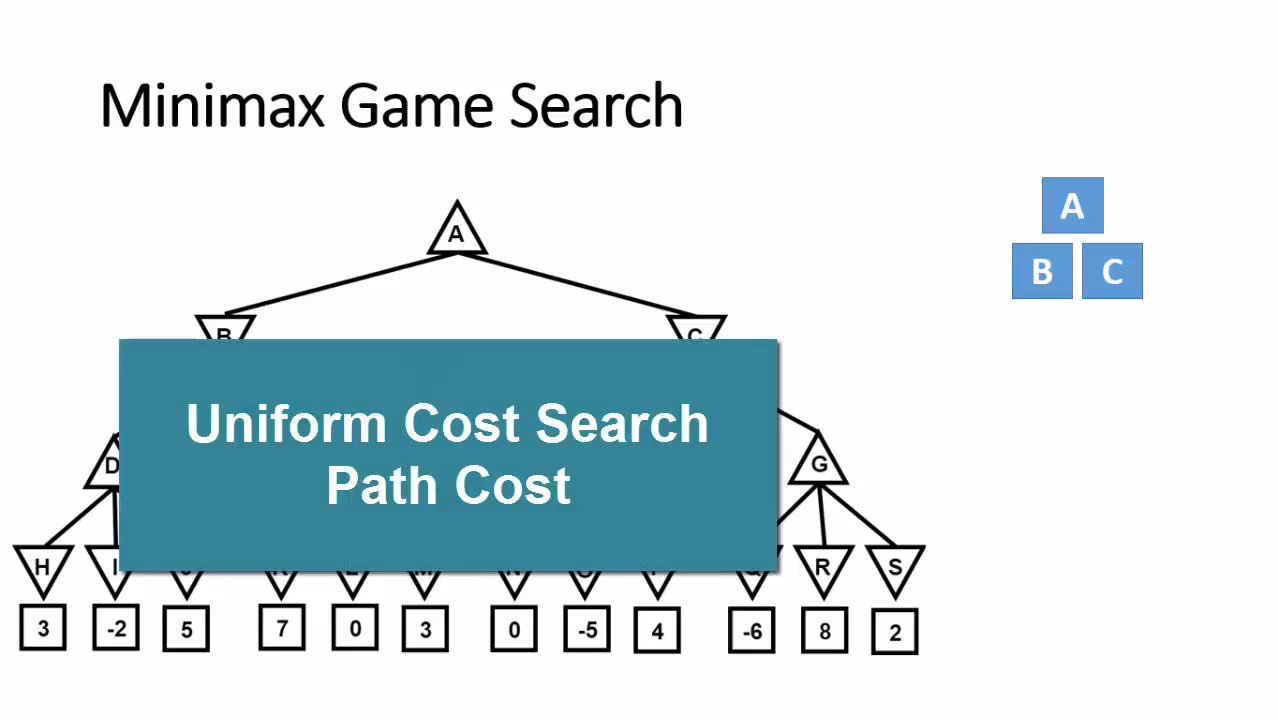 Minimax Game Search
A
A
B C
B C
Uniform Cost Search
Path Cost
D G
H I R S
3 -2 5 7 0 3 0 -5 4 -6 8 2